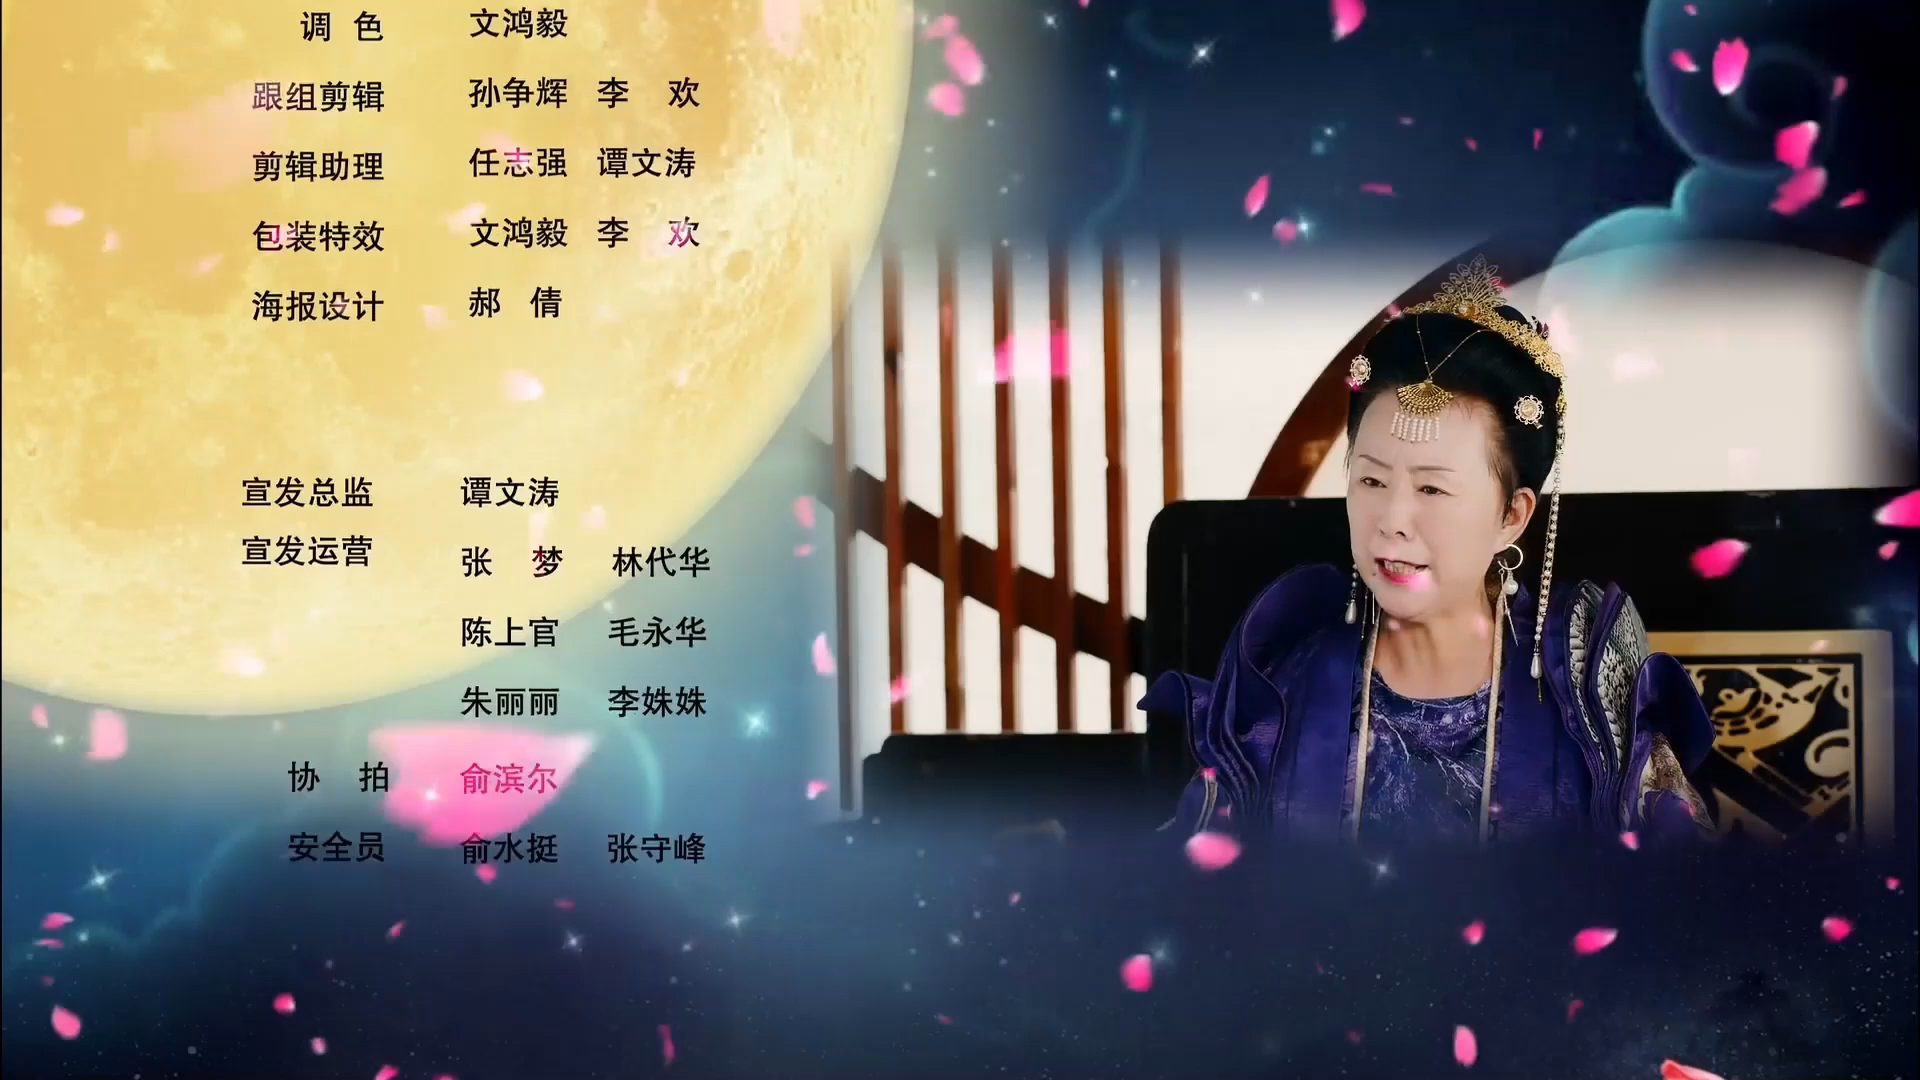 调 色 文鸿毅
跟组剪辑 孙争辉 李 欢
剪辑助理 任志强 谭文涛
包装特效 文鸿毅 李 欢
海报设计 郝 倩
宣发总监 谭文涛
宣发运营 张 梦 林代华
陈上官 毛永华
朱丽丽 李姝姝
协 拍 俞滨尔
安全员 俞水挺 张守峰